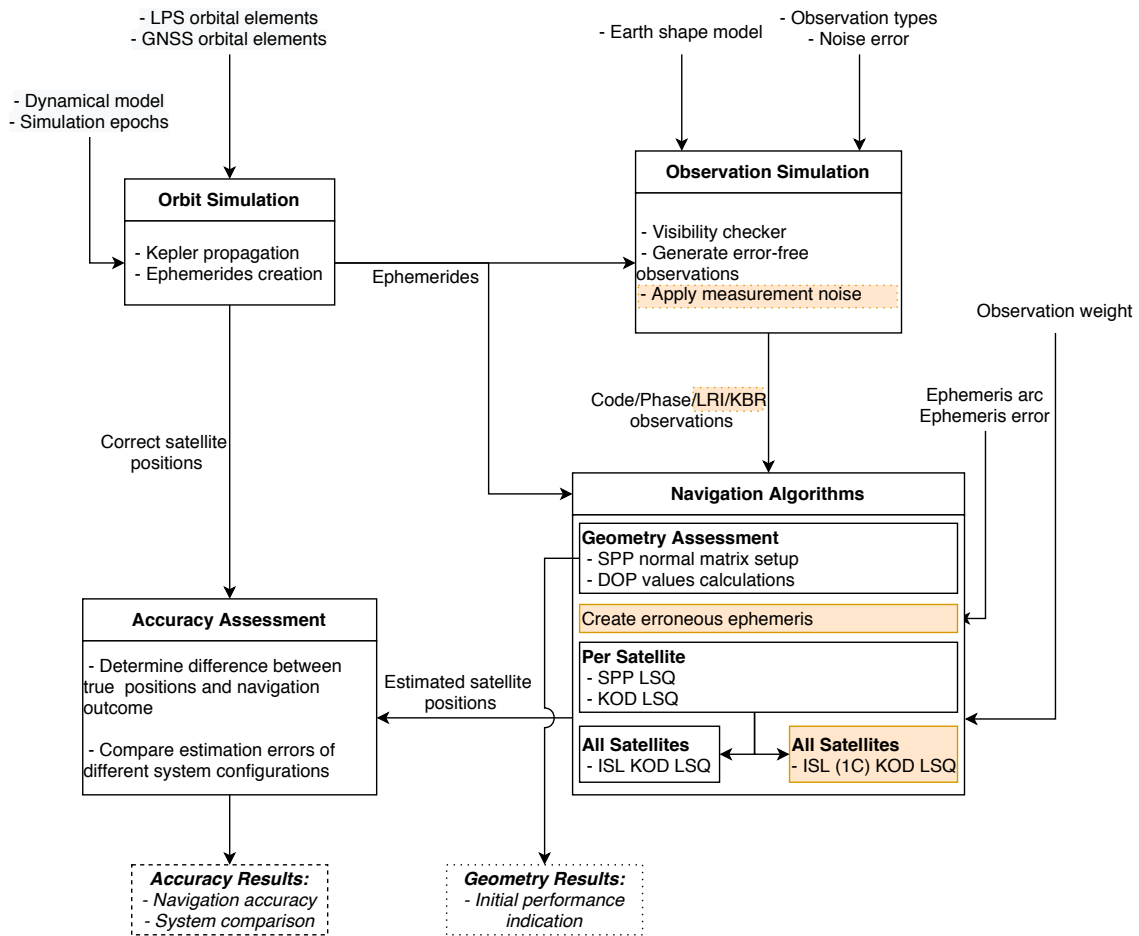 - LPS orbital elements
- GNSS orbital elements
- Earth shape model
- Observation types
- Noise error
- Dynamical model
- Simulation epochs
Orbit Simulation
- Kepler propagation
- Ephemerides creation
Ephemerides
Observation Simulation
- Visibility checker
- Generate error-free
observations
- Apply measurement noise
Observation weight
Code/Phase/LRI/KBR
observations
Ephemeris arc
Ephemeris error
Correct satellite
positions
Navigation Algorithms
Geometry Assessment
- SPP normal matrix setup
- DOP values calculations
Create erroneous ephemeris
Per Satellite
- SPP LSQ
- KOD LSQ
All Satellites
- ISL KOD LSQ
All Satellites
- ISL (1C) KOD LSQ
Estimated satellite
positions
Accuracy Assessment
- Determine difference between
true  positions and navigation
outcome
- Compare estimation errors of
different system configurations
Accuracy Results:
- Navigation accuracy
- System comparison
Geometry Results:
- Initial performance
indication